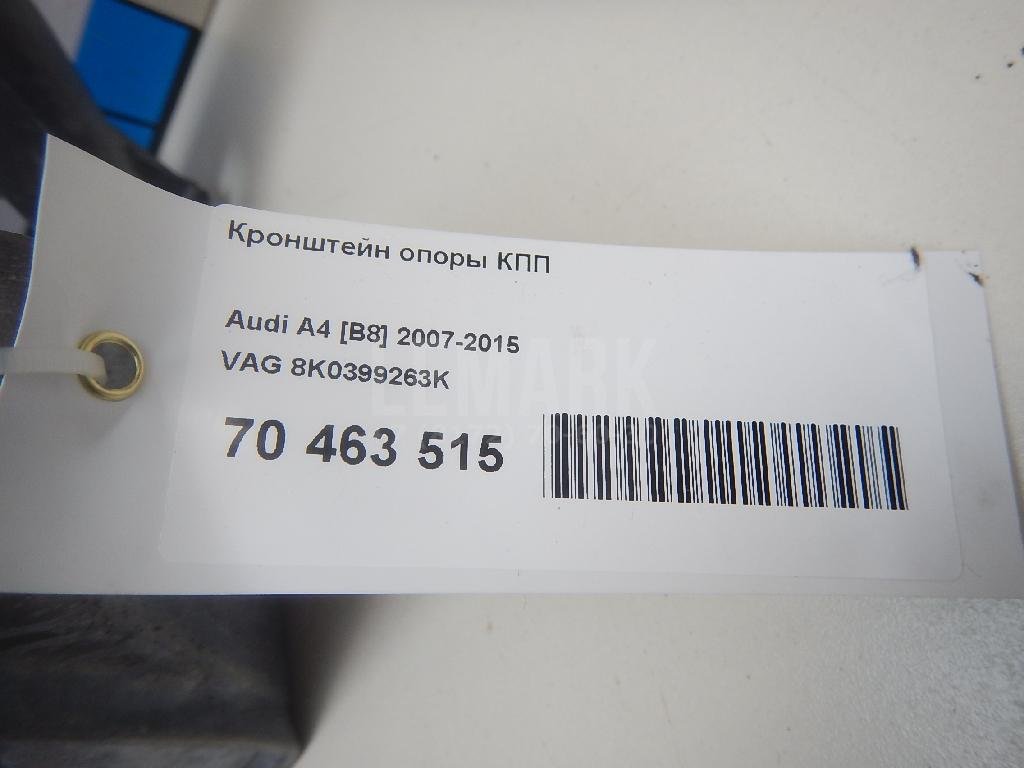 Кронштейн опоры КПП
Audi A4 [B8] 2007-2015
VAG 8K0399263K
70 463 515